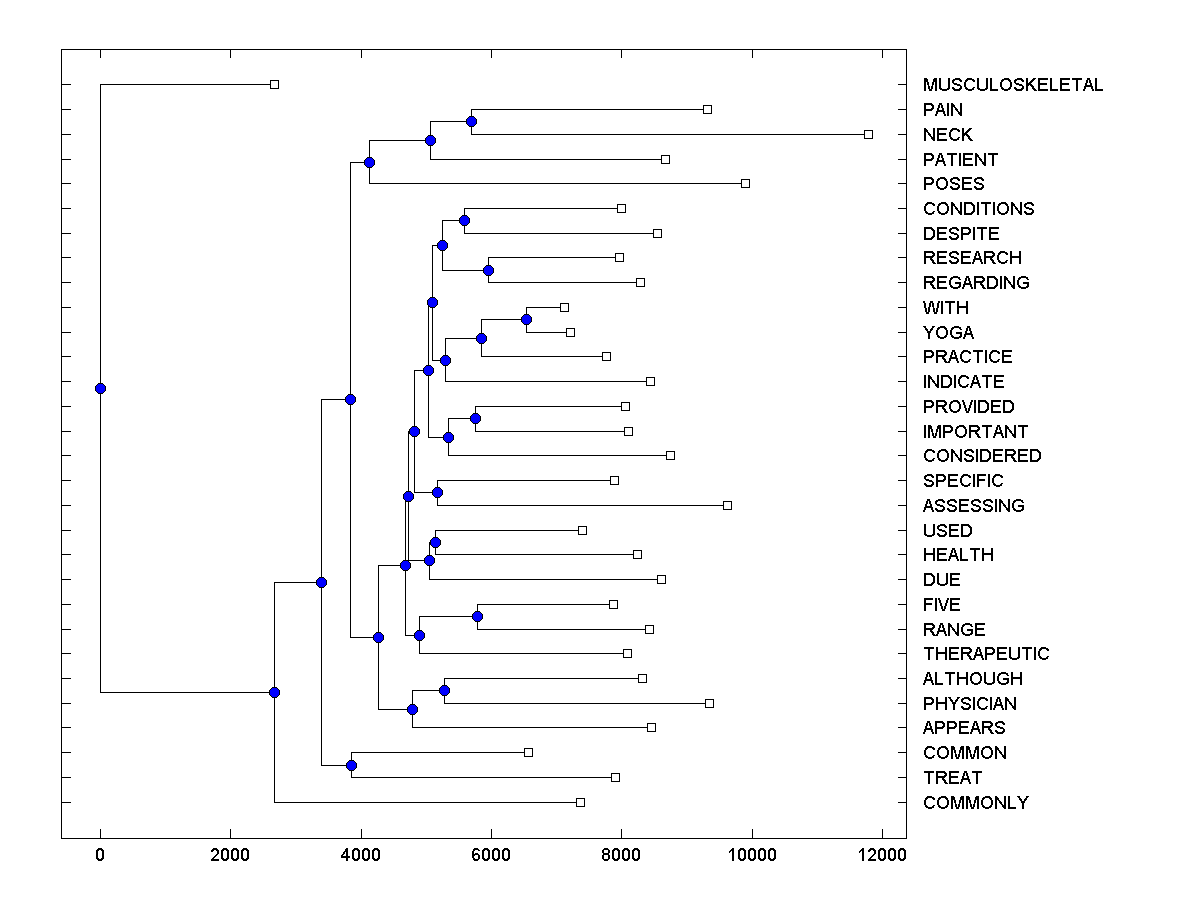 MUSCULOSKELETAL
PAIN
NECK
PATIENT
POSES
CONDITIONS
DESPITE
RESEARCH
REGARDING
WITH
YOGA
PRACTICE
INDICATE
PROVIDED
IMPORTANT
CONSIDERED
SPECIFIC
ASSESSING
USED
HEALTH
DUE
FIVE
RANGE
THERAPEUTIC
ALTHOUGH
PHYSICIAN
APPEARS
COMMON
TREAT
COMMONLY
0 2000 4000 6000 8000 10000 12000